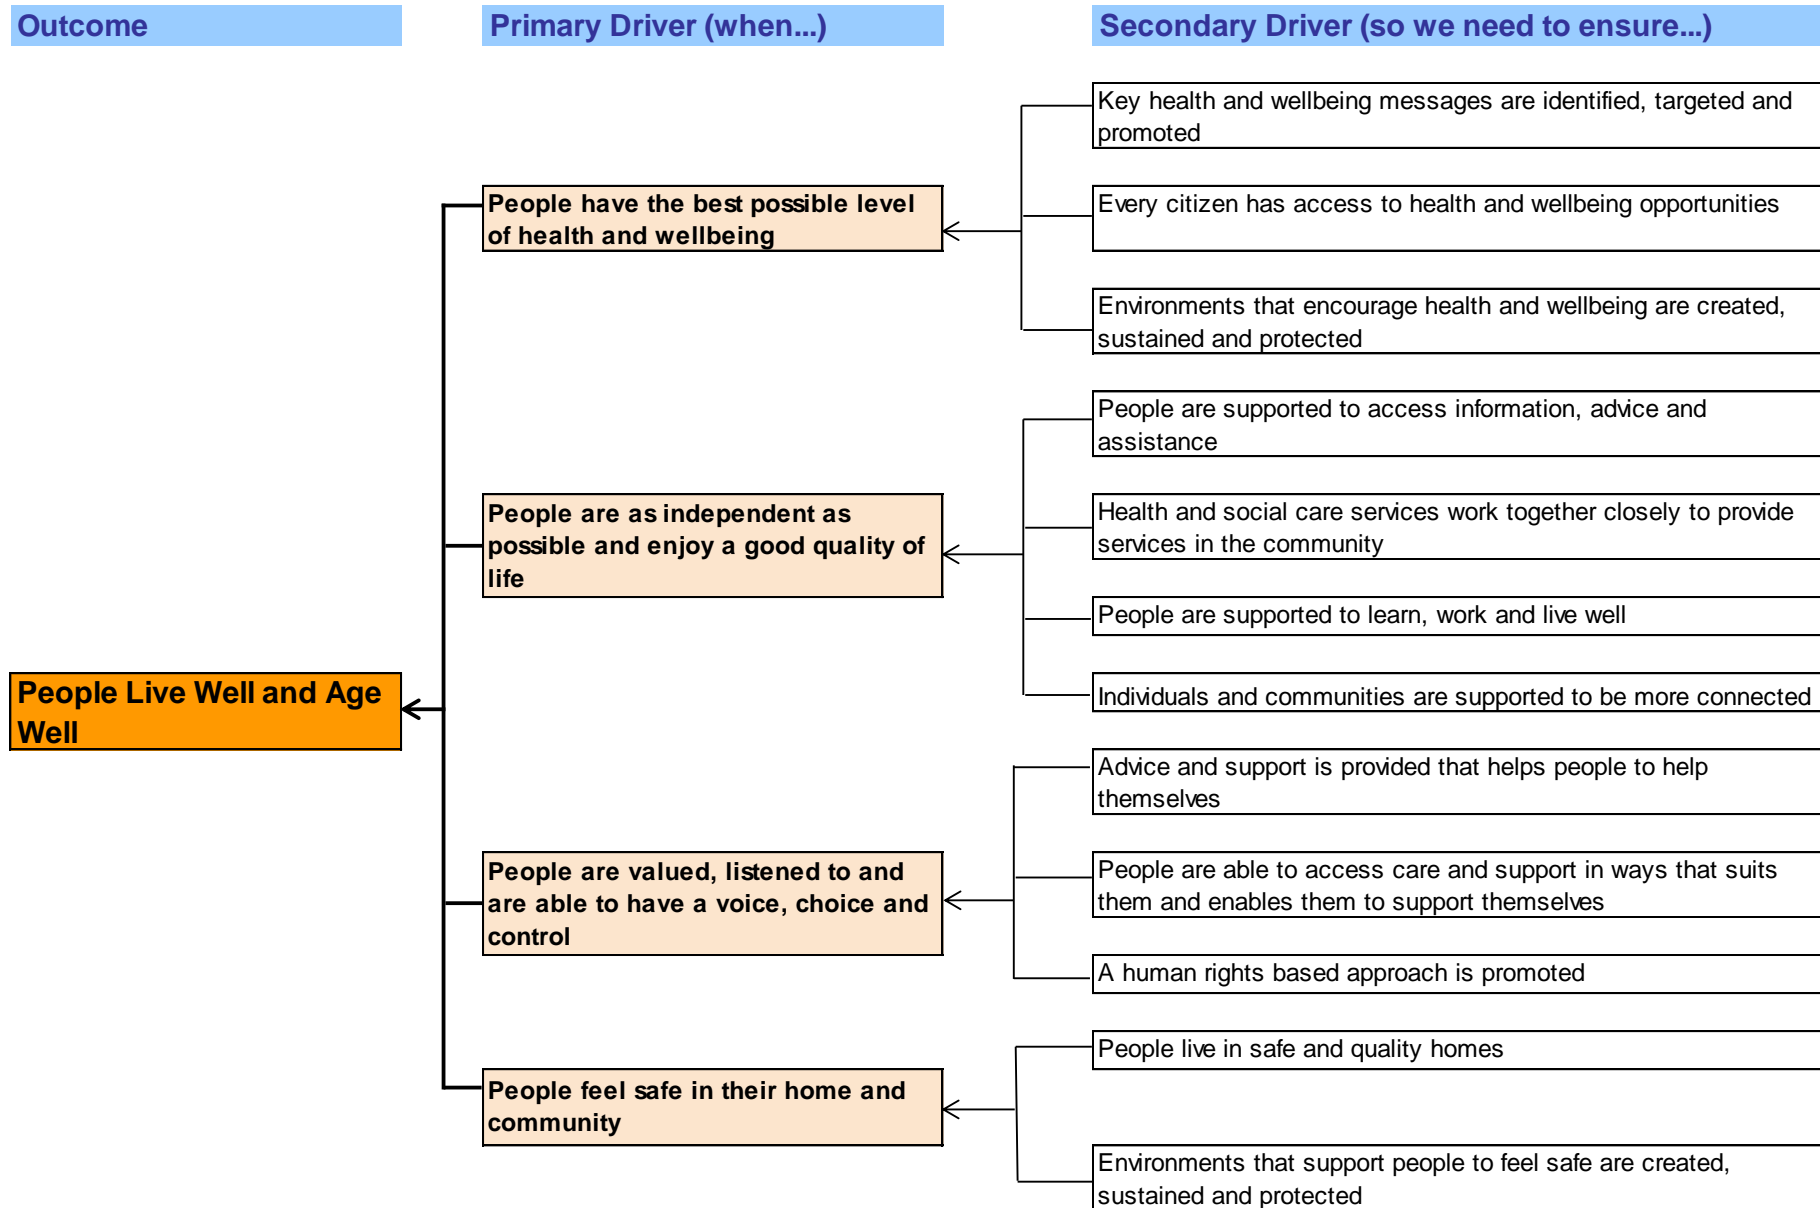 Outcome
Primary Driver (when...)
Secondary Driver (so we need to ensure...)
Key health and wellbeing messages are identified, targeted and
promoted
People have the best possible level
of health and wellbeing
Every citizen has access to health and wellbeing opportunities
Environments that encourage health and wellbeing are created,
sustained and protected
People are supported to access information, advice and
assistance
People are as independent as
possible and enjoy a good quality of
life
Health and social care services work together closely to provide
services in the community
People are supported to learn, work and live well
People Live Well and Age
Well
Individuals and communities are supported to be more connected
Advice and support is provided that helps people to help
themselves
People are valued, listened to and
are able to have a voice, choice and
control
People are able to access care and support in ways that suits
them and enables them to support themselves
A human rights based approach is promoted
People live in safe and quality homes
People feel safe in their home and
community
Environments that support people to feel safe are created,
sustained and protected